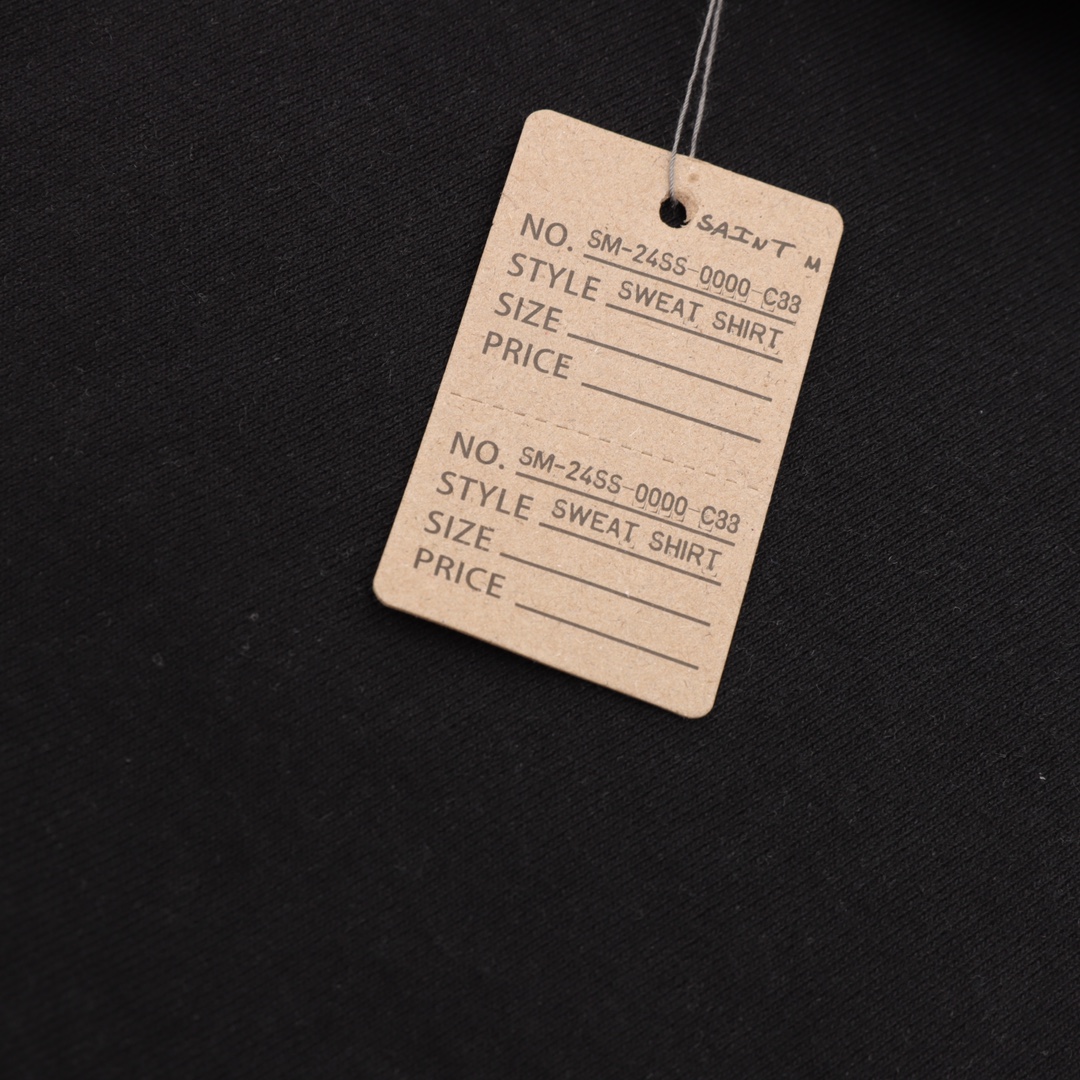 SAINT M
NO. SM-24SS-0000-C33
STYLE SWEAT SHIRT
SIZE
PRICE
NO. SM-24SS-0000-C33
STYLE SWEAT SHIRT
SIZE
PRICE